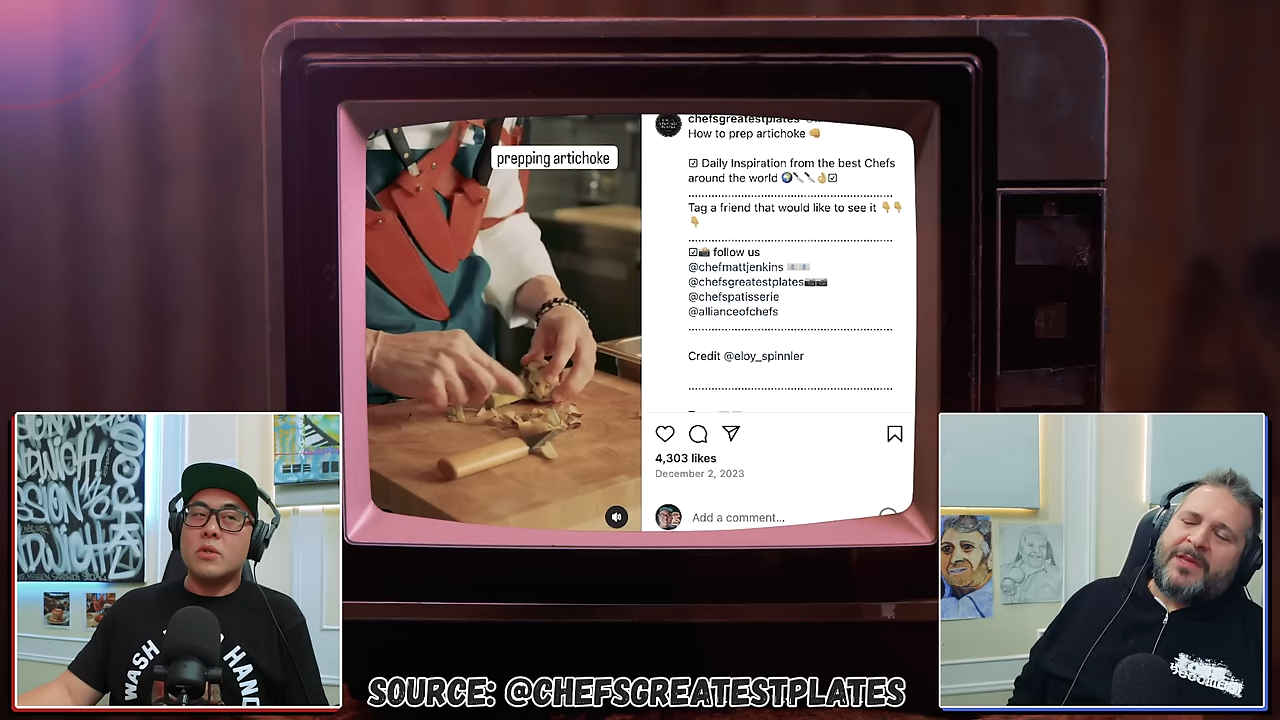 prepping artichoke
chefsgreatestplates
How to prep artichoke 👊🏼
☑ Daily Inspiration from the best Chefs
around the world 🌍🔪🔪👌🏼☑
Tag a friend that would like to see it 👇🏼👇🏼
👇🏼
☑📸 follow us
@chefmattjenkins
@chefsgreatestplates
@chefspatisserie
@allianceofchefs
Credit @eloy_spinnler
4,303 likes
December 2, 2023
Add a comment...
47
WASH
HAN
SOURCE: @CHEFSGREATESTPLATES